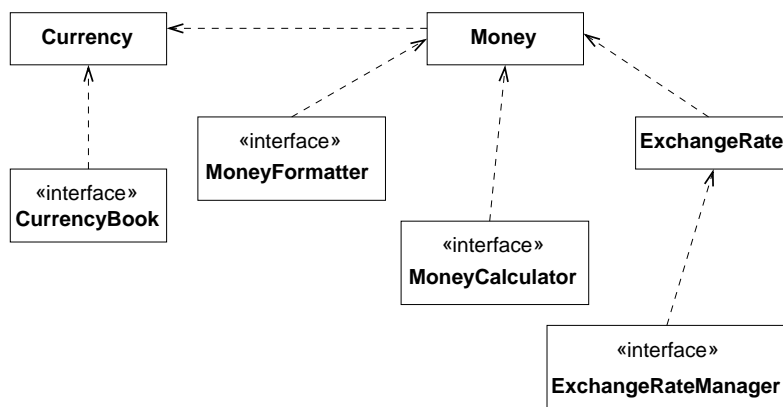 Currency
Money
«interface»
MoneyFormatter
ExchangeRate
«interface»
CurrencyBook
«interface»
MoneyCalculator
«interface»
ExchangeRateManager